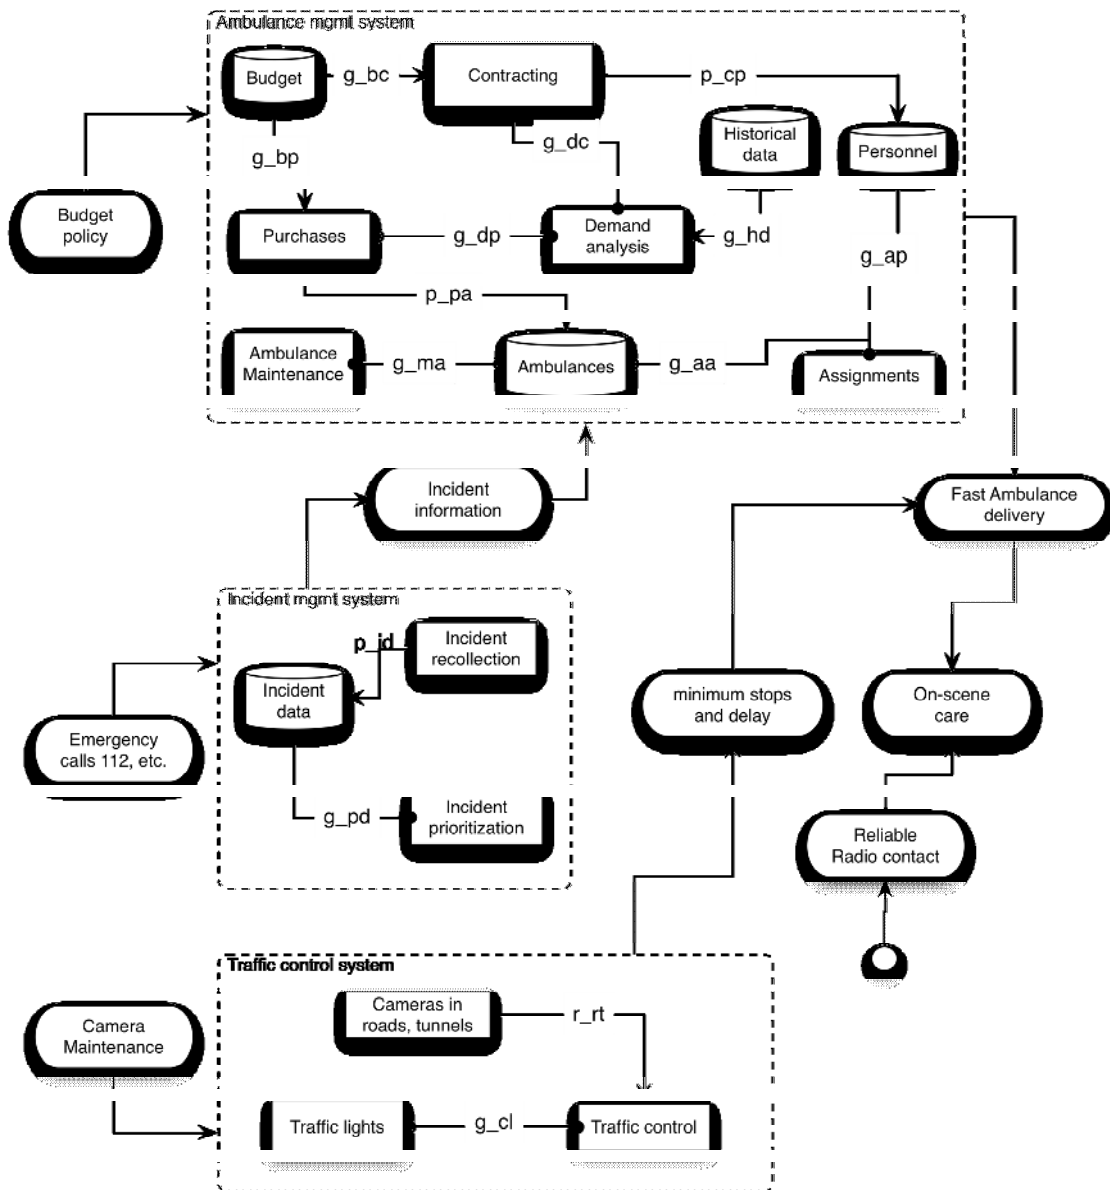 Ambulance mgmt system
Budget
g_bc
Contracting
p_cp
g_bp
g_dc
Historical
data
Personnel
Budget
policy
Purchases
g_dp
Demand
analysis
g_hd
g_ap
p_pa
Ambulance
Maintenance
g_ma
Ambulances
g_aa
Assignments
Incident
information
Fast Ambulance
delivery
Incident mgmt system
p_id
Incident
recollection
Incident
data
Emergency
calls 112, etc.
g_pd
Incident
prioritization
minimum stops
and delay
On-scene
care
Reliable
Radio contact
Traffic control system
Camera
Maintenance
Cameras in
roads, tunnels
r_rt
Traffic lights
g_cl
Traffic control